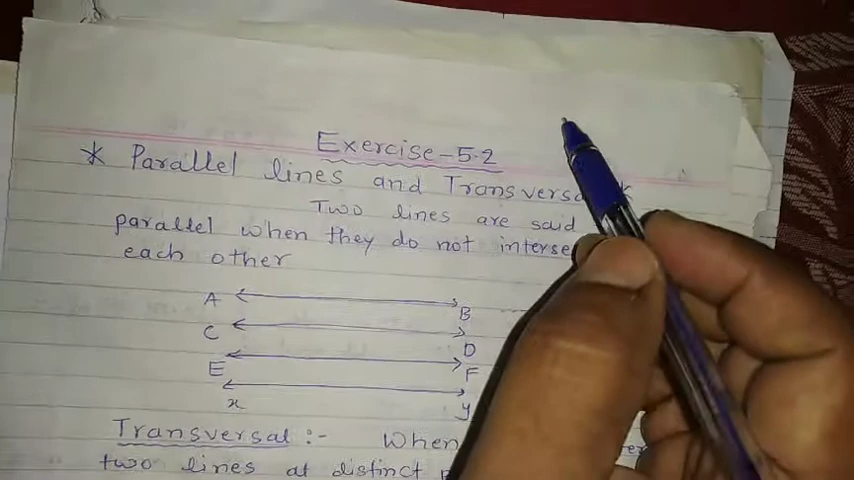 Exercise-5.2
* Parallel lines and Transvers
Two lines are said
parallel when they do not interse
each other
A B
C D
E F
x y
Transversal :- When
two lines at distinct